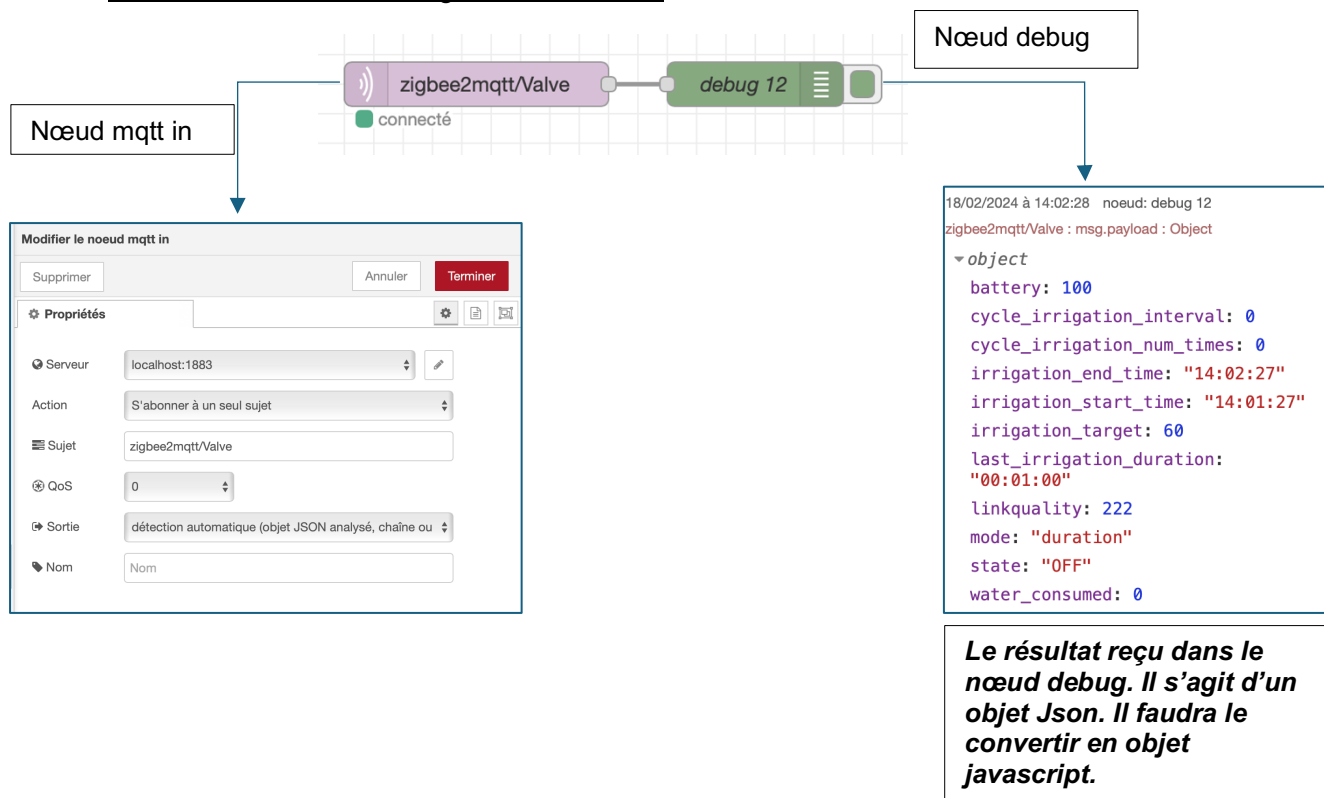 Nœud debug
zigbee2mqtt/Valve
debug 12
connecté
Nœud mqtt in
Modifier le noeud mqtt in
Supprimer
Annuler
Terminer
Propriétés
Serveur
localhost:1883
Action
S'abonner à un seul sujet
Sujet
zigbee2mqtt/Valve
QoS
0
Sortie
détection automatique (objet JSON analysé, chaîne ou
Nom
Nom
18/02/2024 à 14:02:28 noeud: debug 12
zigbee2mqtt/Valve : msg.payload : Object
object
battery: 100
cycle_irrigation_interval: 0
cycle_irrigation_num_times: 0
irrigation_end_time: "14:02:27"
irrigation_start_time: "14:01:27"
irrigation_target: 60
last_irrigation_duration:
"00:01:00"
linkquality: 222
mode: "duration"
state: "OFF"
water_consumed: 0
Le résultat reçu dans le
nœud debug. Il s’agit d’un
objet Json. Il faudra le
convertir en objet
javascript.